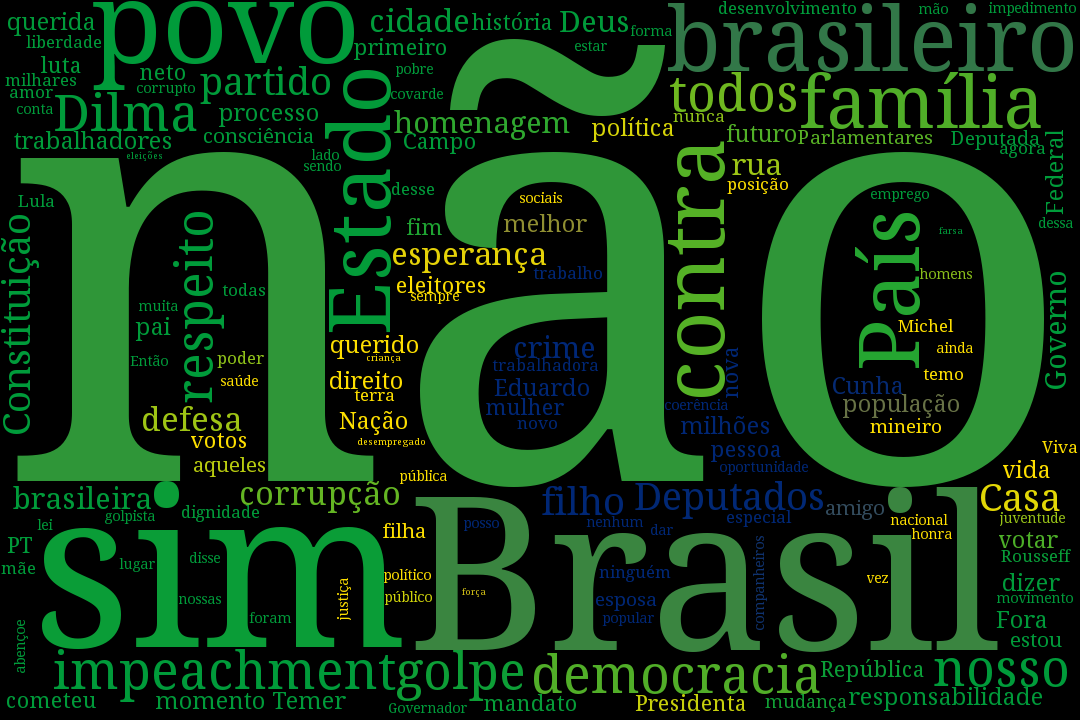 povo
querida
liberdade
luta
milhares
amor
conta
neto
corrupto
Dilma
trabalhadores
eleições
partido
processo
consciência
lado
sendo
cidade
história
Deus
forma
primeiro
estar
pobre
covarde
homenagem
Campo
política
nunca
desenvolvimento
mão
impedimento
brasileiro
todos
família
futuro
Parlamentares
Deputada
agora
rua
posição
Federal
dessa
não
Lula
Constituição
respeito
Estado
desse
fim
sociais
melhor
contra
emprego
farsa
País
homens
esperança
trabalho
eleitores
sempre
todas
muita
pai
Então
poder
saúde
querido
criança
direito
terra
Nação
desempregado
crime
trabalhadora
Eduardo
mulher
novo
nova
coerência
milhões
pessoa
oportunidade
Michel
ainda
temo
Cunha
população
mineiro
Governo
defesa
votos
aqueles
pública
Viva
vida
Casa
brasileira
golpista
lei
dignidade
corrupção
filho
Deputados
especial
amigo
nacional
honra
juventude
votar
Rousseff
PT
mãe
sim
Brasil
filha
posso
nenhum
dar
lugar
disse
nossas
foram
justiça
político
público
força
ninguém
esposa
popular
companheiros
vez
dizer
movimento
Fora
estou
abençoe
impeachment
golpe
democracia
República
nosso
cometeu
momento
Temer
Governador
mandato
Presidenta
mudança
responsabilidade